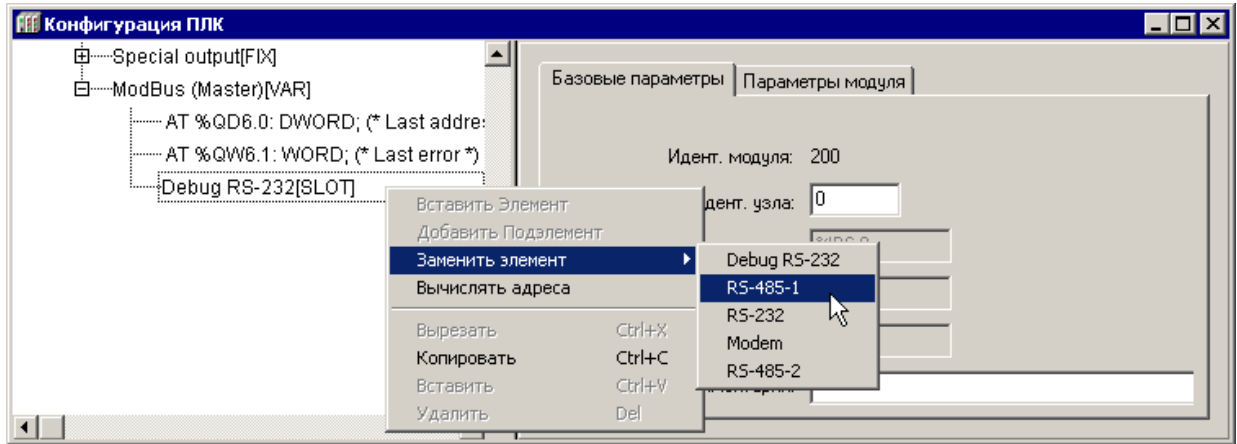 Конфигурация ПЛК
Special output[FIX]
ModBus (Master)[VAR]
AT %QD6.0: DWORD; (* Last addre
AT %QW6.1: WORD; (* Last error *)
Debug RS-232[SLOT]
Базовые параметры
Параметры модуля
Идент. модуля: 200
дент. узла: 0
Вставить Элемент
Добавить Подэлемент
Заменить элемент
Вычислять адреса
Вырезать Ctrl+X
Копировать Ctrl+C
Вставить Ctrl+V
Удалить Del
Debug RS-232
RS-485-1
RS-232
Modem
RS-485-2